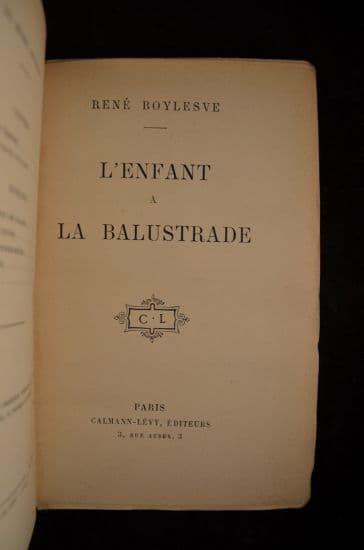 RENÉ BOYLESVE
L'ENFANT
A
LA BALUSTRADE
C·L
PARIS
CALMANN-LÉVY, ÉDITEURS
3, RUE AUBER, 3